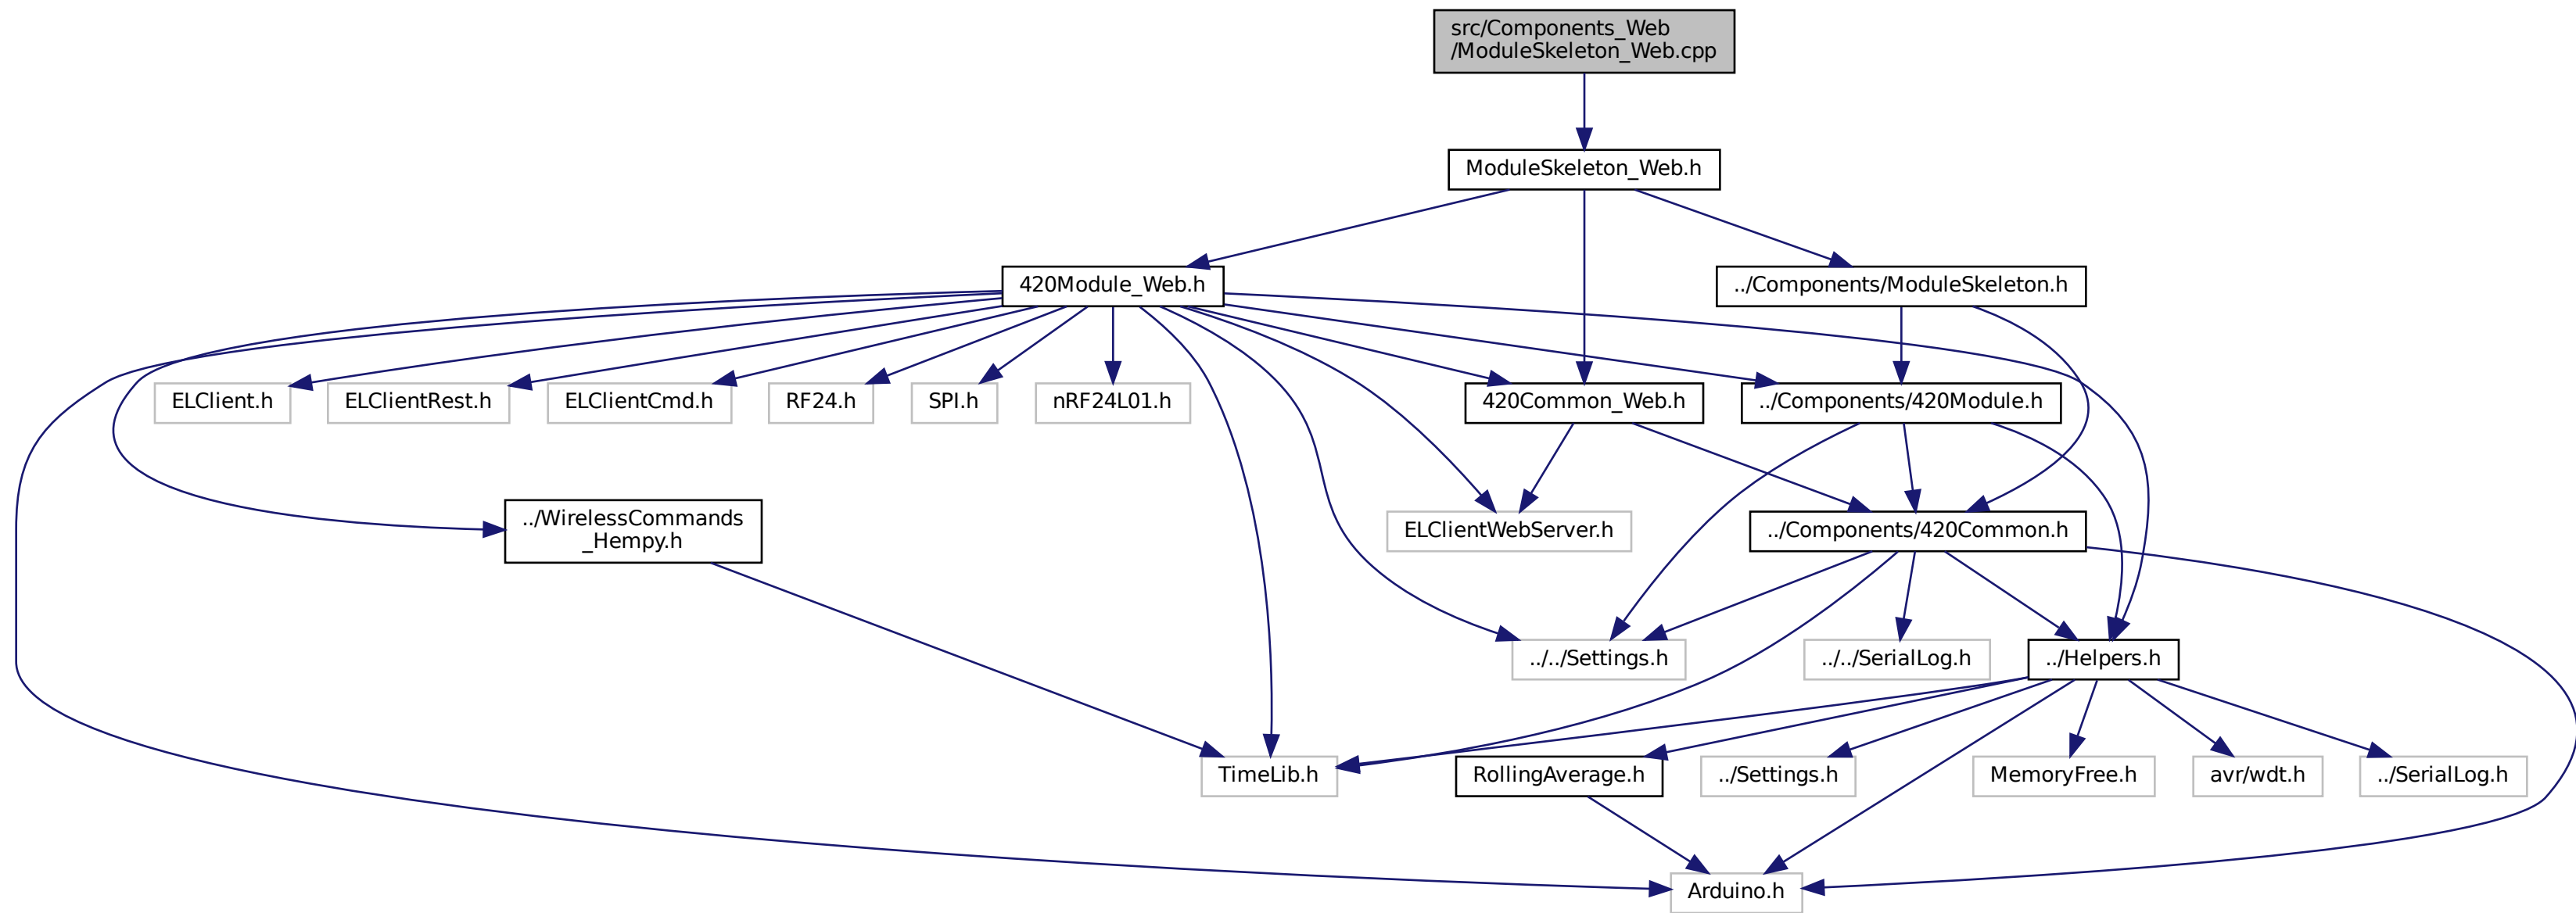 src/Components_Web
/ModuleSkeleton_Web.cpp
ModuleSkeleton_Web.h
420Module_Web.h
../Components/ModuleSkeleton.h
ELClient.h
ELClientRest.h
ELClientCmd.h
RF24.h
SPI.h
nRF24L01.h
420Common_Web.h
../Components/420Module.h
../WirelessCommands
_Hempy.h
ELClientWebServer.h
../Components/420Common.h
../../Settings.h
../../SerialLog.h
../Helpers.h
TimeLib.h
RollingAverage.h
../Settings.h
MemoryFree.h
avr/wdt.h
../SerialLog.h
Arduino.h